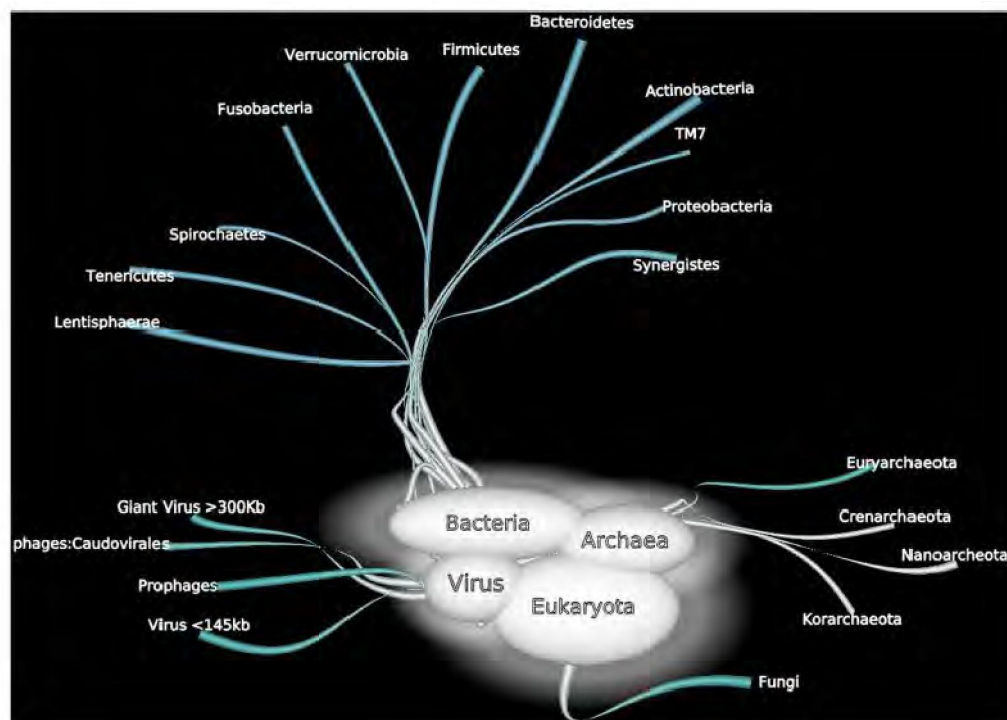 Bacteroidetes
Verrucomicrobia
Firmicutes
Actinobacteria
Fusobacteria
TM7
Proteobacteria
Spirochaetes
Synergistes
Tenericutes
Lentisphaerae
Euryarchaeota
Giant Virus >300Kb
Bacteria
Crenarchaeota
Archaea
phages:Caudovirales
Nanoarcheota
Prophages
Virus
Eukaryota
Korarchaeota
Virus <145kb
Fungi